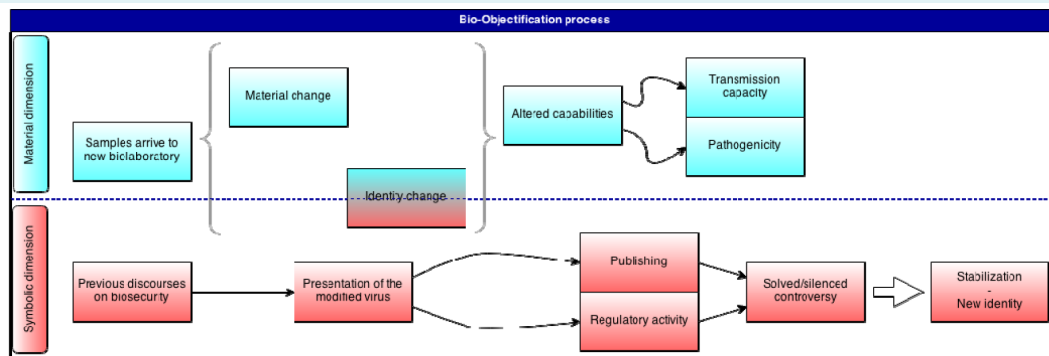 Bio-Objectification process
Material dimension
Samples arrive to
new biolaboratory
Material change
Identity change
Altered capabilities
Transmission
capacity
Pathogenicity
Symbolic dimension
Previous discourses
on biosecurity
Presentation of the
modified virus
Publishing
Regulatory activity
Solved/silenced
controversy
Stabilization
-
New identity